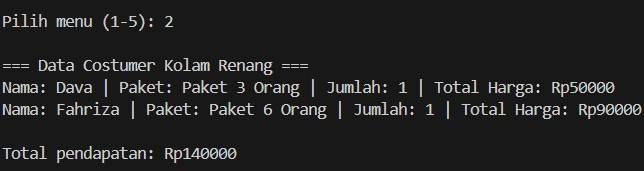 Pilih menu (1-5): 2
=== Data Costumer Kolam Renang ===
Nama: Dava | Paket: Paket 3 Orang | Jumlah: 1 | Total Harga: Rp50000
Nama: Fahriza | Paket: Paket 6 Orang | Jumlah: 1 | Total Harga: Rp90000
Total pendapatan: Rp140000